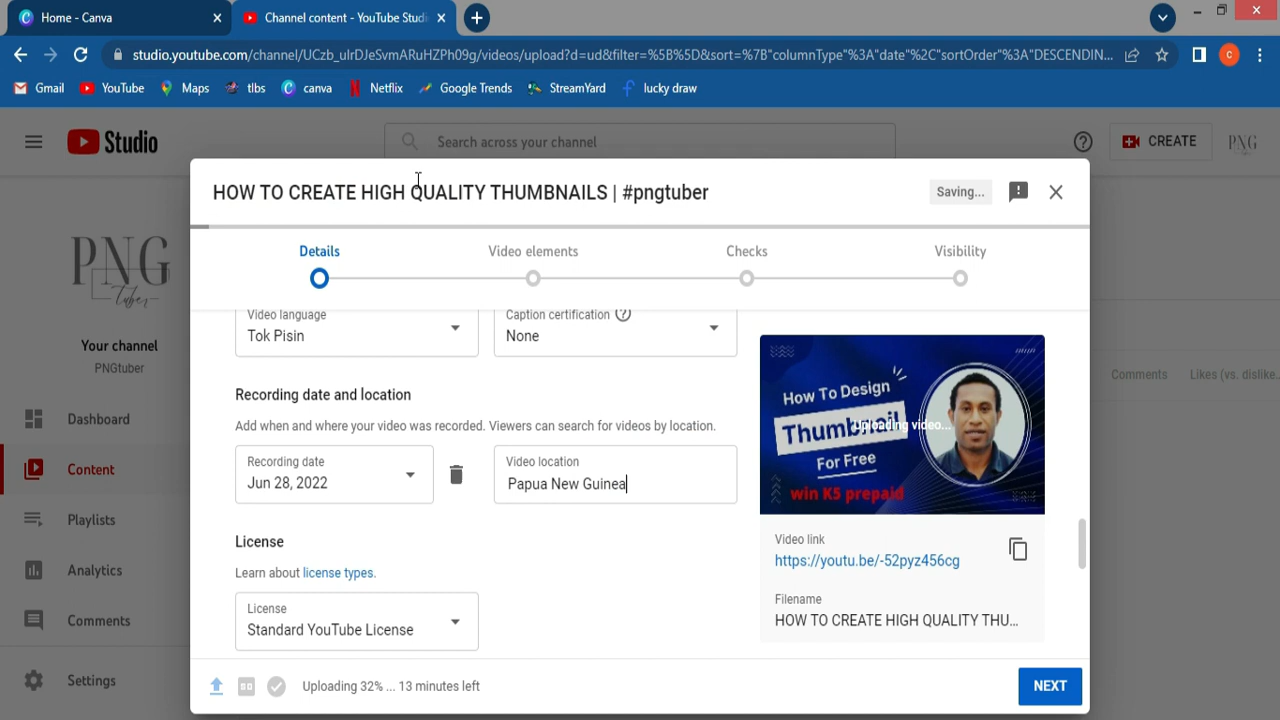 Home - Canva
Channel content - YouTube Studi
studio.youtube.com/channel/UCzb_ulrDJeSvmARuHZPh09g/videos/upload?d=ud&filter=%5B%5D&sort=%7B"columnType"%3A"date"%2C"sortOrder"%3A"DESCENDIN...
C
Gmail
YouTube
Maps
tlbs
canva
Netflix
Google Trends
StreamYard
lucky draw
Studio
Search across your channel
CREATE
PNG
HOW TO CREATE HIGH QUALITY THUMBNAILS | #pngtuber
Saving...
Details
Video elements
Checks
Visibility
PNG
tuber
Your channel
PNGtuber
Dashboard
Content
Playlists
Analytics
Comments
Settings
Video language
Tok Pisin
Caption certification
None
Recording date and location
Add when and where your video was recorded. Viewers can search for videos by location.
Recording date
Jun 28, 2022
Video location
Papua New Guinea
License
Learn about license types.
License
Standard YouTube License
How To Design
Thumbnail
For Free
win K5 prepaid
Uploading video...
Video link
https://youtu.be/-52pyz456cg
Filename
HOW TO CREATE HIGH QUALITY THU...
Comments
Likes (vs. dislike...
Uploading 32% ... 13 minutes left
NEXT